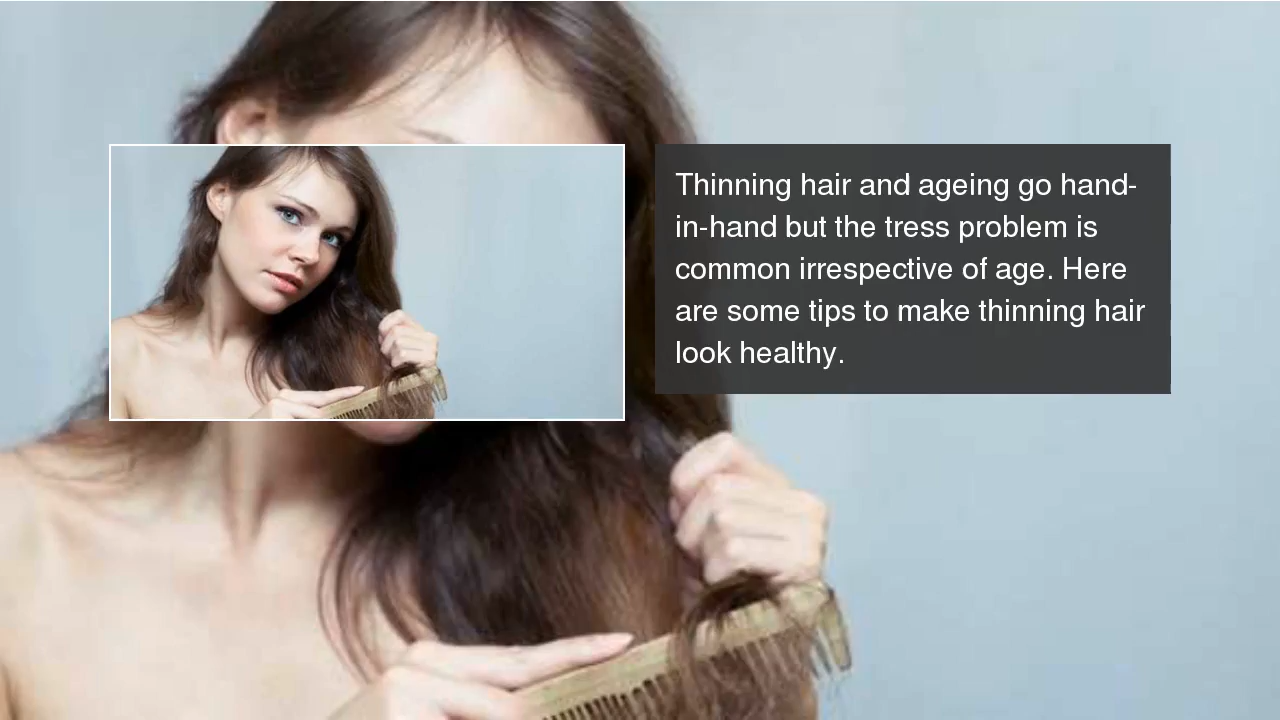 Thinning hair and ageing go hand-
in-hand but the tress problem is
common irrespective of age. Here
are some tips to make thinning hair
look healthy.